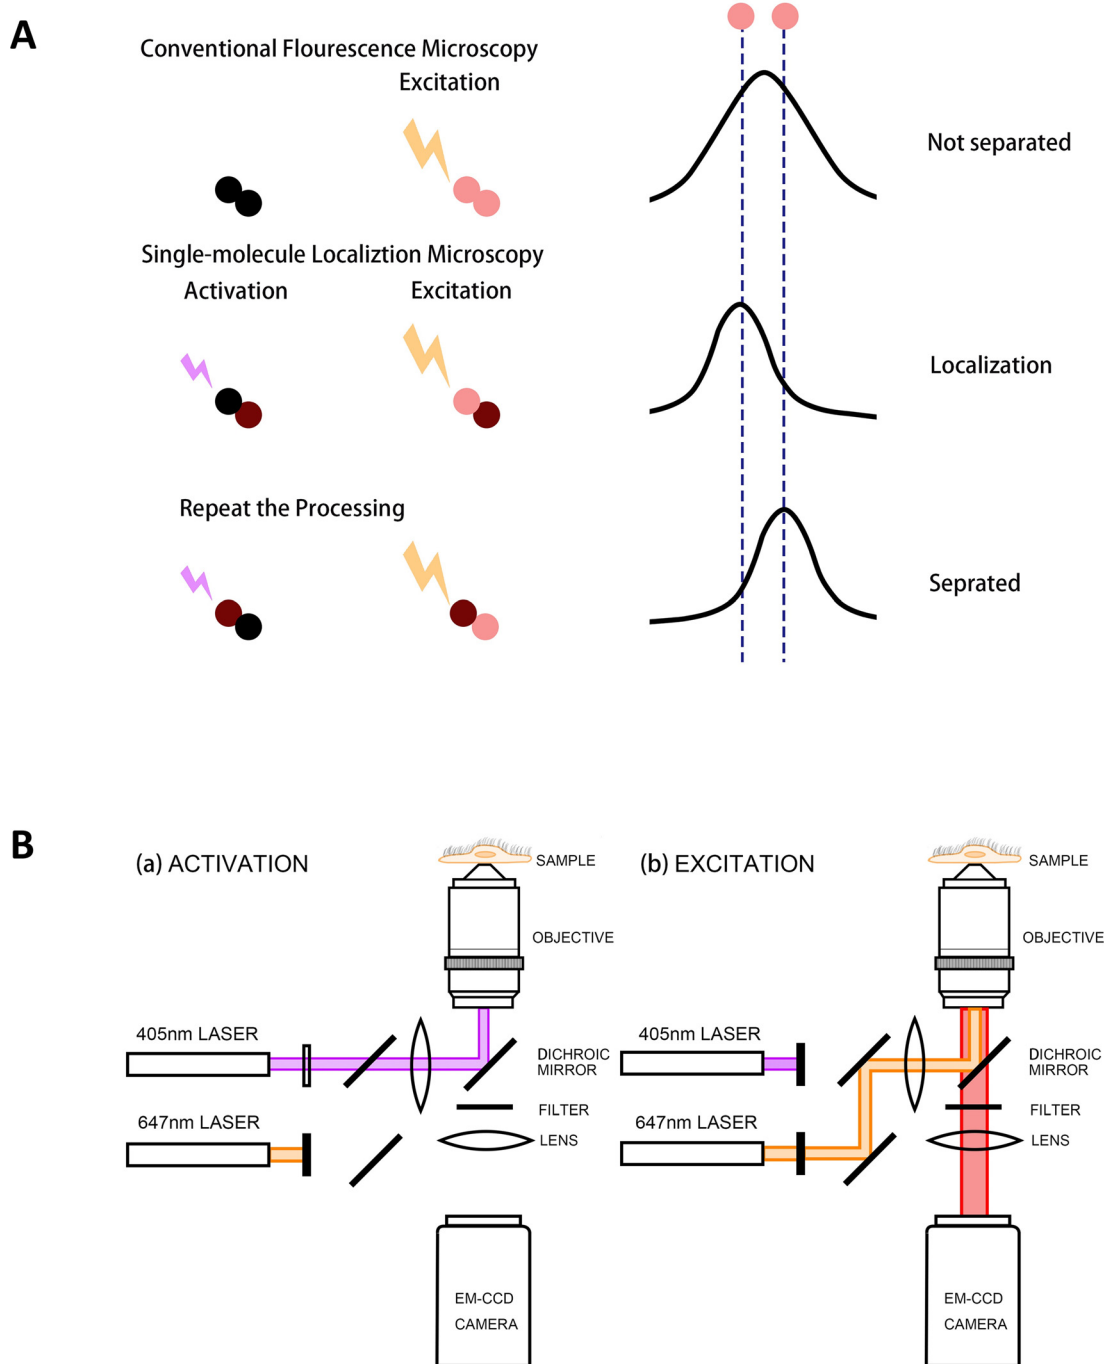 A
Conventional Flourescence Microscopy
Excitation
Not separated
Single-molecule Localiztion Microscopy
Activation
Excitation
Localization
Repeat the Processing
Seprated
B
(a) ACTIVATION
SAMPLE
OBJECTIVE
405nm LASER
DICHROIC
MIRROR
647nm LASER
FILTER
LENS
EM-CCD
CAMERA
(b) EXCITATION
SAMPLE
OBJECTIVE
405nm LASER
DICHROIC
MIRROR
647nm LASER
FILTER
LENS
EM-CCD
CAMERA